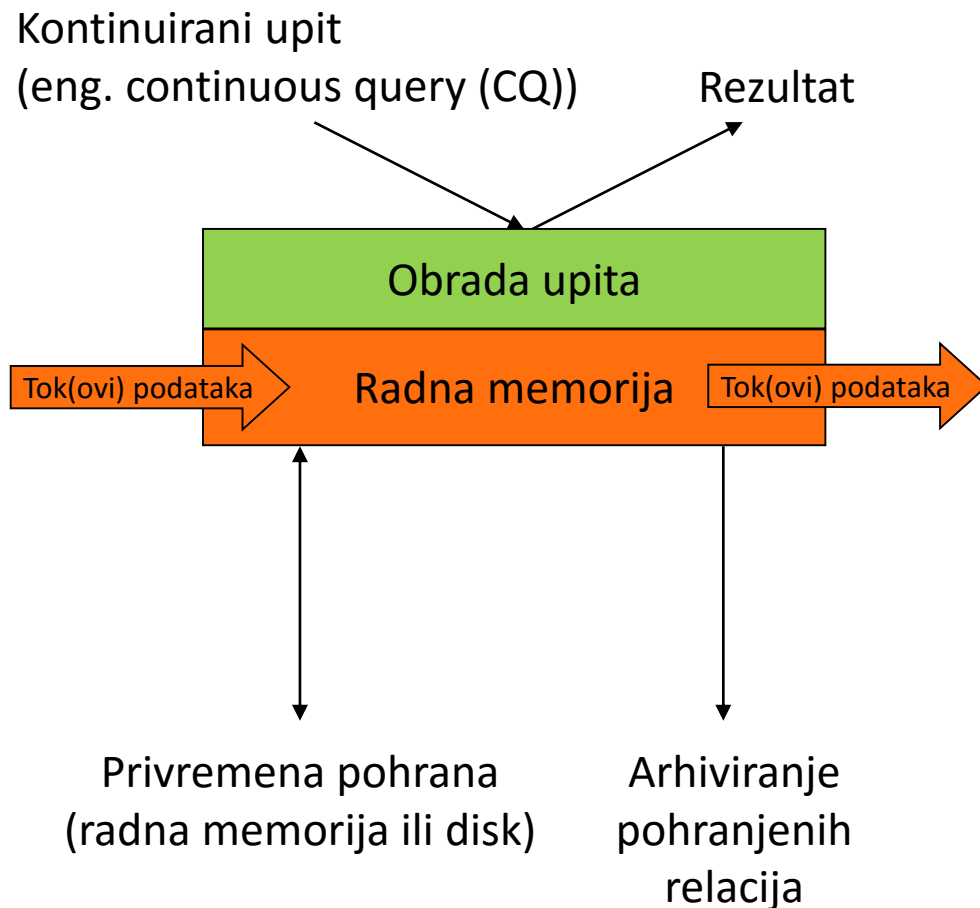 Kontinuirani upit
(eng. continuous query (CQ))
Rezultat
Obrada upita
Tok(ovi) podataka
Radna memorija
Tok(ovi) podataka
Privremena pohrana
(radna memorija ili disk)
Arhiviranje
pohranjenih
relacija